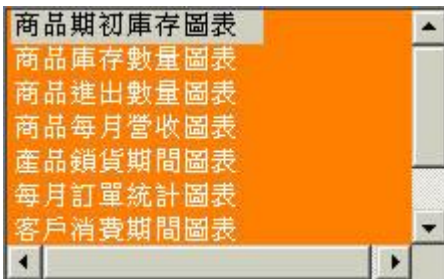 商品期初庫存圖表
商品庫存數量圖表
商品進出數量圖表
商品每月營收圖表
產品銷貨期間圖表
每月訂單統計圖表
客戶消費期間圖表